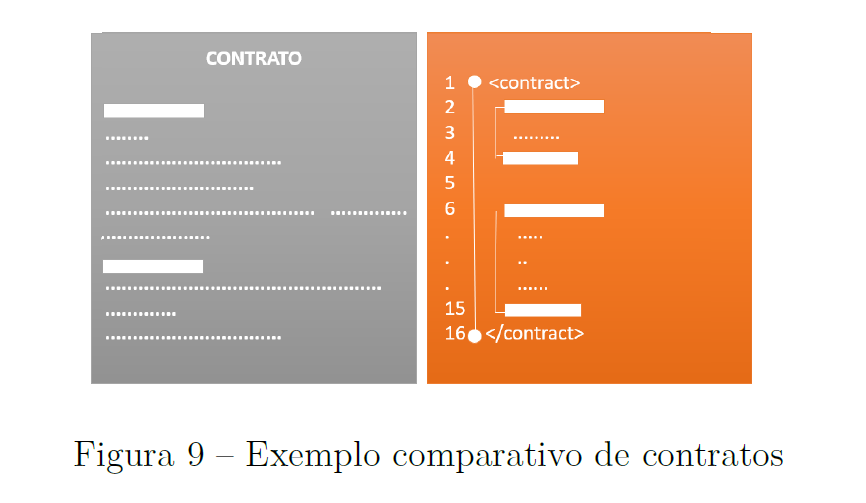 CONTRATO
1 <contract>
2
3
4
5
6
.
.
.
15
16 </contract>
Figura 9 – Exemplo comparativo de contratos